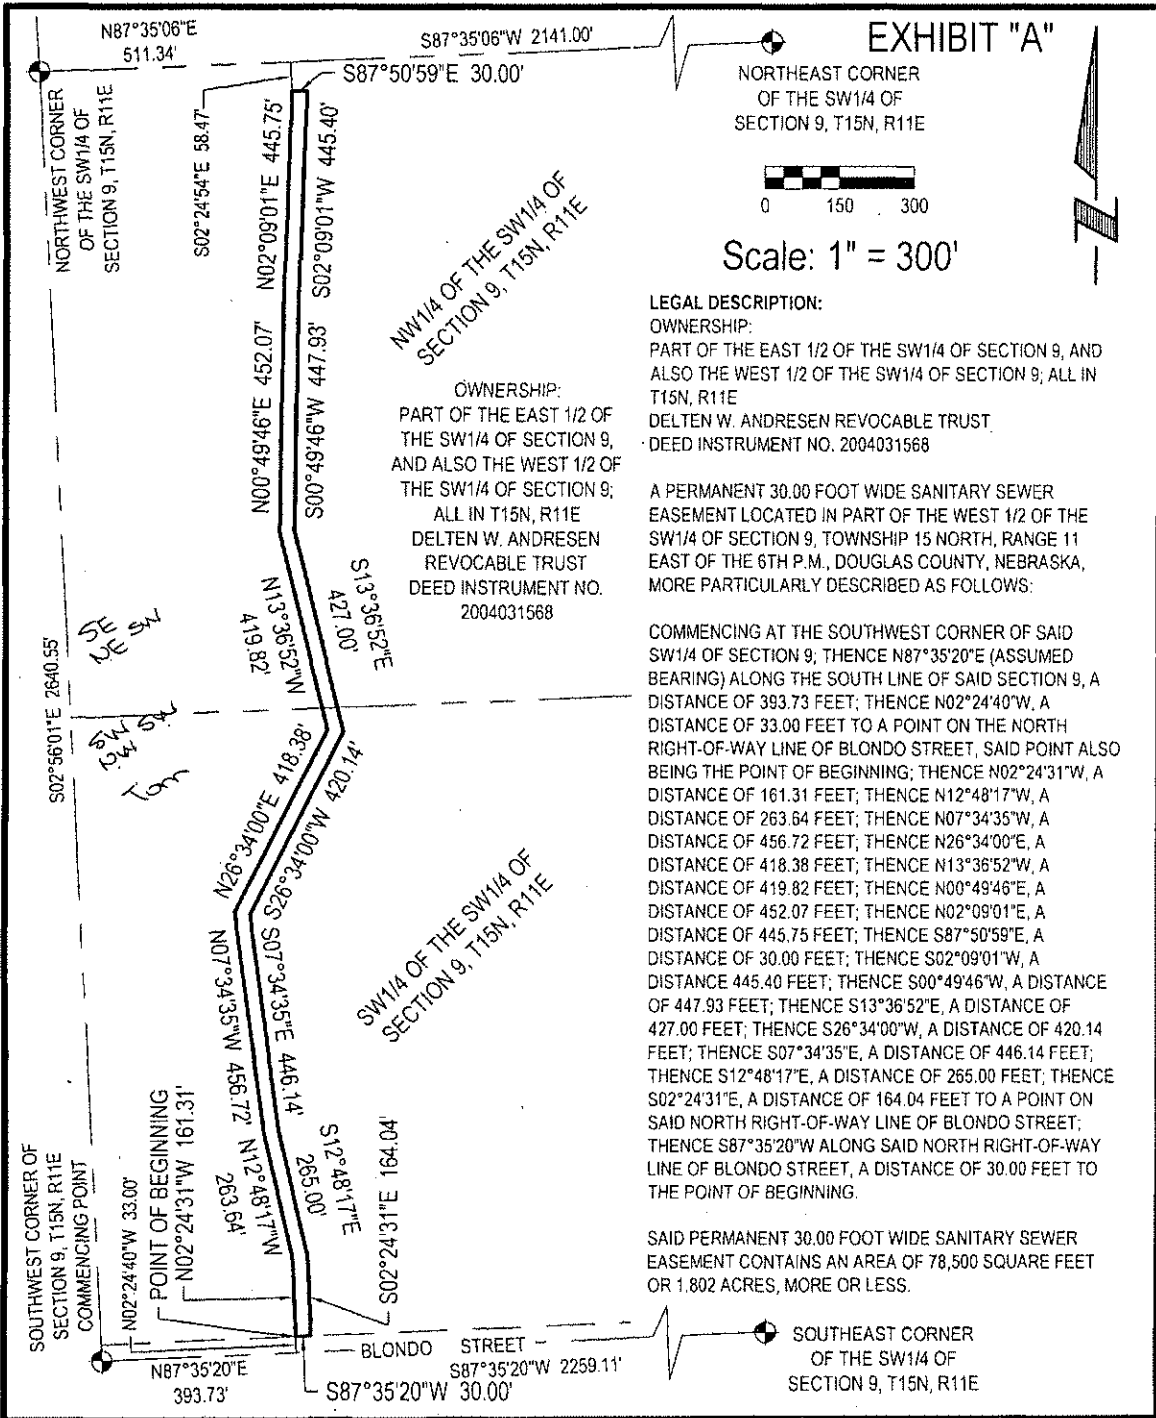 N87°35'06"E
511.34'
S87°35'06"W 2141.00'
EXHIBIT "A"
S87°50'59"E 30.00'
NORTHEAST CORNER
OF THE SW1/4 OF
SECTION 9, T15N, R11E
NORTHWEST CORNER
OF THE SW1/4 OF
SECTION 9, T15N, R11E
S02°24'54"E 58.47'
N02°09'01"E 445.75'
S02°09'01"W 445.40'
0 150 300
Scale: 1" = 300'
NW1/4 OF THE SW1/4 OF
SECTION 9, T15N, R11E
N00°49'46"E 452.07'
S00°49'46"W 447.93'
OWNERSHIP:
PART OF THE EAST 1/2 OF
THE SW1/4 OF SECTION 9,
AND ALSO THE WEST 1/2 OF
THE SW1/4 OF SECTION 9;
ALL IN T15N, R11E
DELTEN W. ANDRESEN
REVOCABLE TRUST
DEED INSTRUMENT NO.
2004031568
N13°36'52"W
419.82'
S13°36'52"E
427.00'
SE
NE SW
S02°56'01"E 2640.55'
SW SW
NW SW
Tom
N26°34'00"E 418.38'
S26°34'00"W 420.14'
SW1/4 OF THE SW1/4 OF
SECTION 9, T15N, R11E
N07°34'35"W 456.72'
S07°34'35"E 446.14'
N12°48'17"W
263.64'
S12°48'17"E
265.00'
SOUTHWEST CORNER OF
SECTION 9, T15N, R11E
COMMENCING POINT
N02°24'40"W 33.00'
POINT OF BEGINNING
N02°24'31"W 161.31'
S02°24'31"E 164.04'
BLONDO STREET
N87°35'20"E
393.73'
S87°35'20"W 2259.11'
S87°35'20"W 30.00'
LEGAL DESCRIPTION:
OWNERSHIP:
PART OF THE EAST 1/2 OF THE SW1/4 OF SECTION 9, AND
ALSO THE WEST 1/2 OF THE SW1/4 OF SECTION 9; ALL IN
T15N, R11E
DELTEN W. ANDRESEN REVOCABLE TRUST
DEED INSTRUMENT NO. 2004031568
A PERMANENT 30.00 FOOT WIDE SANITARY SEWER
EASEMENT LOCATED IN PART OF THE WEST 1/2 OF THE
SW1/4 OF SECTION 9, TOWNSHIP 15 NORTH, RANGE 11
EAST OF THE 6TH P.M., DOUGLAS COUNTY, NEBRASKA,
MORE PARTICULARLY DESCRIBED AS FOLLOWS:
COMMENCING AT THE SOUTHWEST CORNER OF SAID
SW1/4 OF SECTION 9; THENCE N87°35'20"E (ASSUMED
BEARING) ALONG THE SOUTH LINE OF SAID SECTION 9, A
DISTANCE OF 393.73 FEET; THENCE N02°24'40"W, A
DISTANCE OF 33.00 FEET TO A POINT ON THE NORTH
RIGHT-OF-WAY LINE OF BLONDO STREET, SAID POINT ALSO
BEING THE POINT OF BEGINNING; THENCE N02°24'31"W, A
DISTANCE OF 161.31 FEET; THENCE N12°48'17"W, A
DISTANCE OF 263.64 FEET; THENCE N07°34'35"W, A
DISTANCE OF 456.72 FEET; THENCE N26°34'00"E, A
DISTANCE OF 418.38 FEET; THENCE N13°36'52"W, A
DISTANCE OF 419.82 FEET; THENCE N00°49'46"E, A
DISTANCE OF 452.07 FEET; THENCE N02°09'01"E, A
DISTANCE OF 445.75 FEET; THENCE S87°50'59"E, A
DISTANCE OF 30.00 FEET; THENCE S02°09'01"W, A
DISTANCE 445.40 FEET; THENCE S00°49'46"W, A DISTANCE
OF 447.93 FEET; THENCE S13°36'52"E, A DISTANCE OF
427.00 FEET; THENCE S26°34'00"W, A DISTANCE OF 420.14
FEET; THENCE S07°34'35"E, A DISTANCE OF 446.14 FEET;
THENCE S12°48'17"E, A DISTANCE OF 265.00 FEET; THENCE
S02°24'31"E, A DISTANCE OF 164.04 FEET TO A POINT ON
SAID NORTH RIGHT-OF-WAY LINE OF BLONDO STREET;
THENCE S87°35'20"W ALONG SAID NORTH RIGHT-OF-WAY
LINE OF BLONDO STREET, A DISTANCE OF 30.00 FEET TO
THE POINT OF BEGINNING.
SAID PERMANENT 30.00 FOOT WIDE SANITARY SEWER
EASEMENT CONTAINS AN AREA OF 78,500 SQUARE FEET
OR 1.802 ACRES, MORE OR LESS.
SOUTHEAST CORNER
OF THE SW1/4 OF
SECTION 9, T15N, R11E